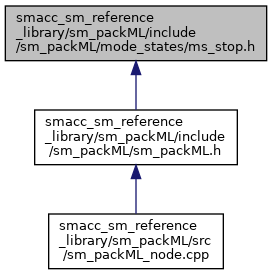 smacc_sm_reference
_library/sm_packML/include
/sm_packML/mode_states/ms_stop.h
smacc_sm_reference
_library/sm_packML/include
/sm_packML/sm_packML.h
smacc_sm_reference
_library/sm_packML/src
/sm_packML_node.cpp